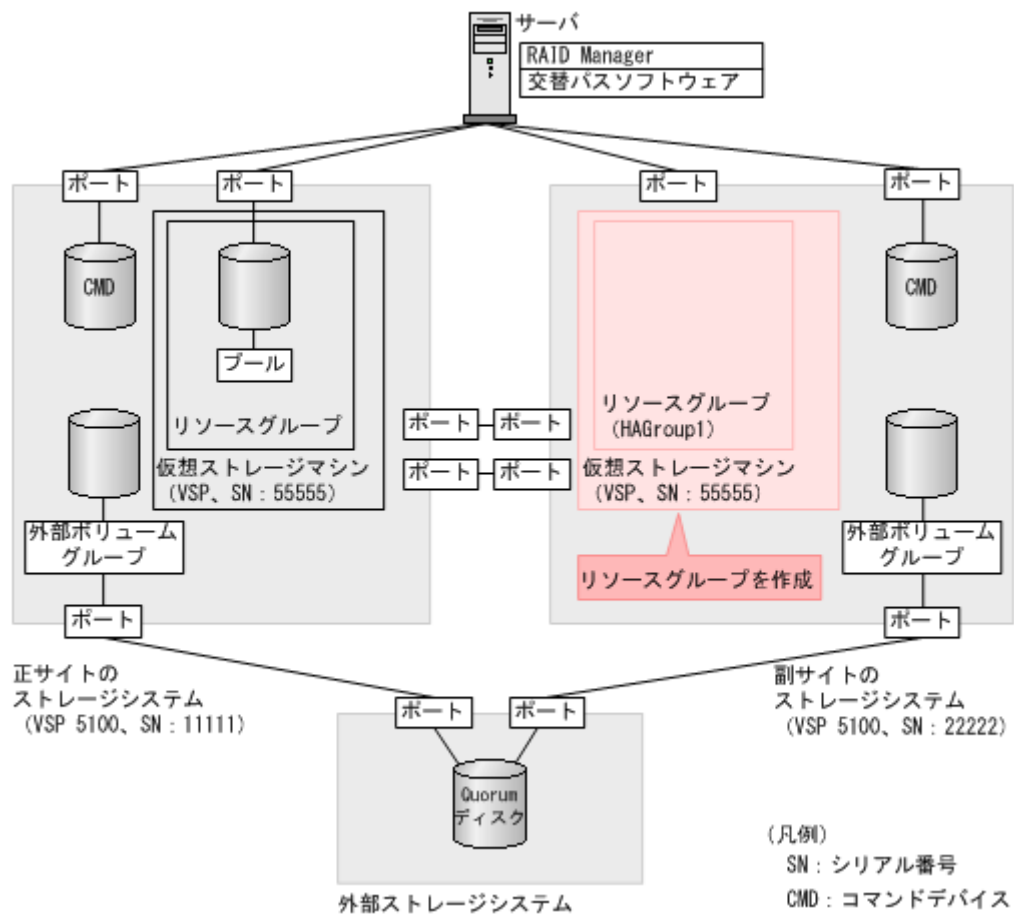 サーバ
RAID Manager
交替パスソフトウェア
ポート
ポート
ポート
ポート
CMD
プール
リソースグループ
仮想ストレージマシン
(VSP、SN：55555)
外部ボリューム
グループ
ポート
ポート
ポート
ポート
ポート
リソースグループ
(HAGroup1)
仮想ストレージマシン
(VSP、SN：55555)
リソースグループを作成
CMD
外部ボリューム
グループ
ポート
正サイトの
ストレージシステム
(VSP 5100、SN：11111)
副サイトの
ストレージシステム
(VSP 5100、SN：22222)
ポート
ポート
Quorum
ディスク
外部ストレージシステム
(凡例)
SN：シリアル番号
CMD：コマンドデバイス